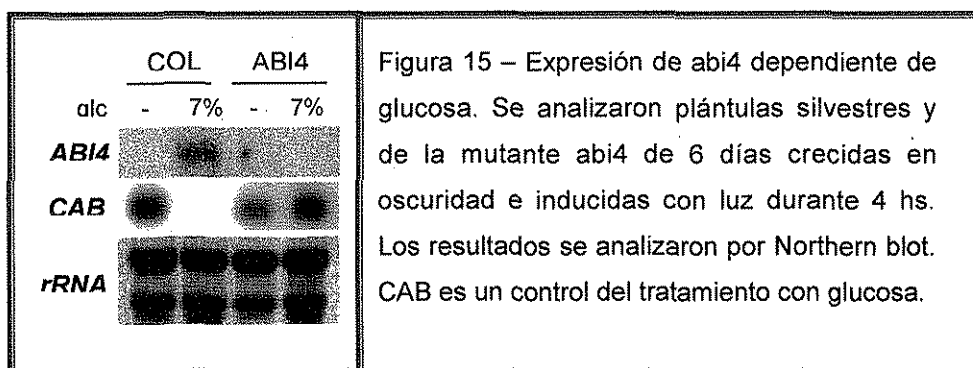 COL ABI4
glc - 7% - 7%
ABI4
CAB
rRNA
Figura 15 – Expresión de abi4 dependiente de
glucosa. Se analizaron plántulas silvestres y
de la mutante abi4 de 6 días crecidas en
oscuridad e inducidas con luz durante 4 hs.
Los resultados se analizaron por Northern blot.
CAB es un control del tratamiento con glucosa.